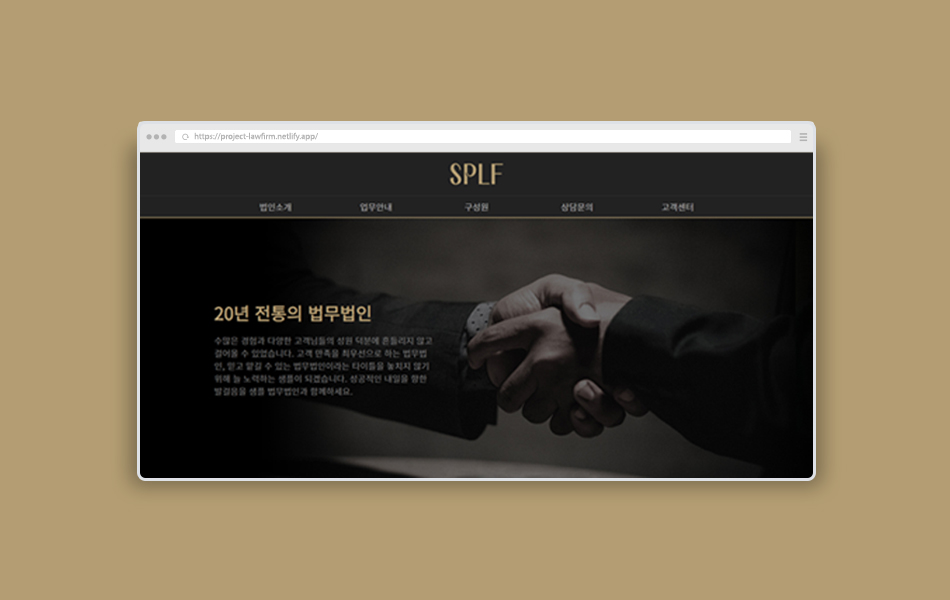 https://project-lawfirm.netlify.app/
SPLF
법인소개 업무안내 구성원 상담문의 고객센터
20년 전통의 법무법인
수많은 경험과 다양한 고객님들의 성원 덕분에 흔들리지 않고
걸어올 수 있었습니다. 고객 만족을 최우선으로 하는 법무법
인, 믿고 맡길 수 있는 법무법인이라는 타이틀을 놓치지 않기
위해 늘 노력하는 샘플이 되겠습니다. 성공적인 내일을 향한
발걸음을 샘플 법무법인과 함께하세요.